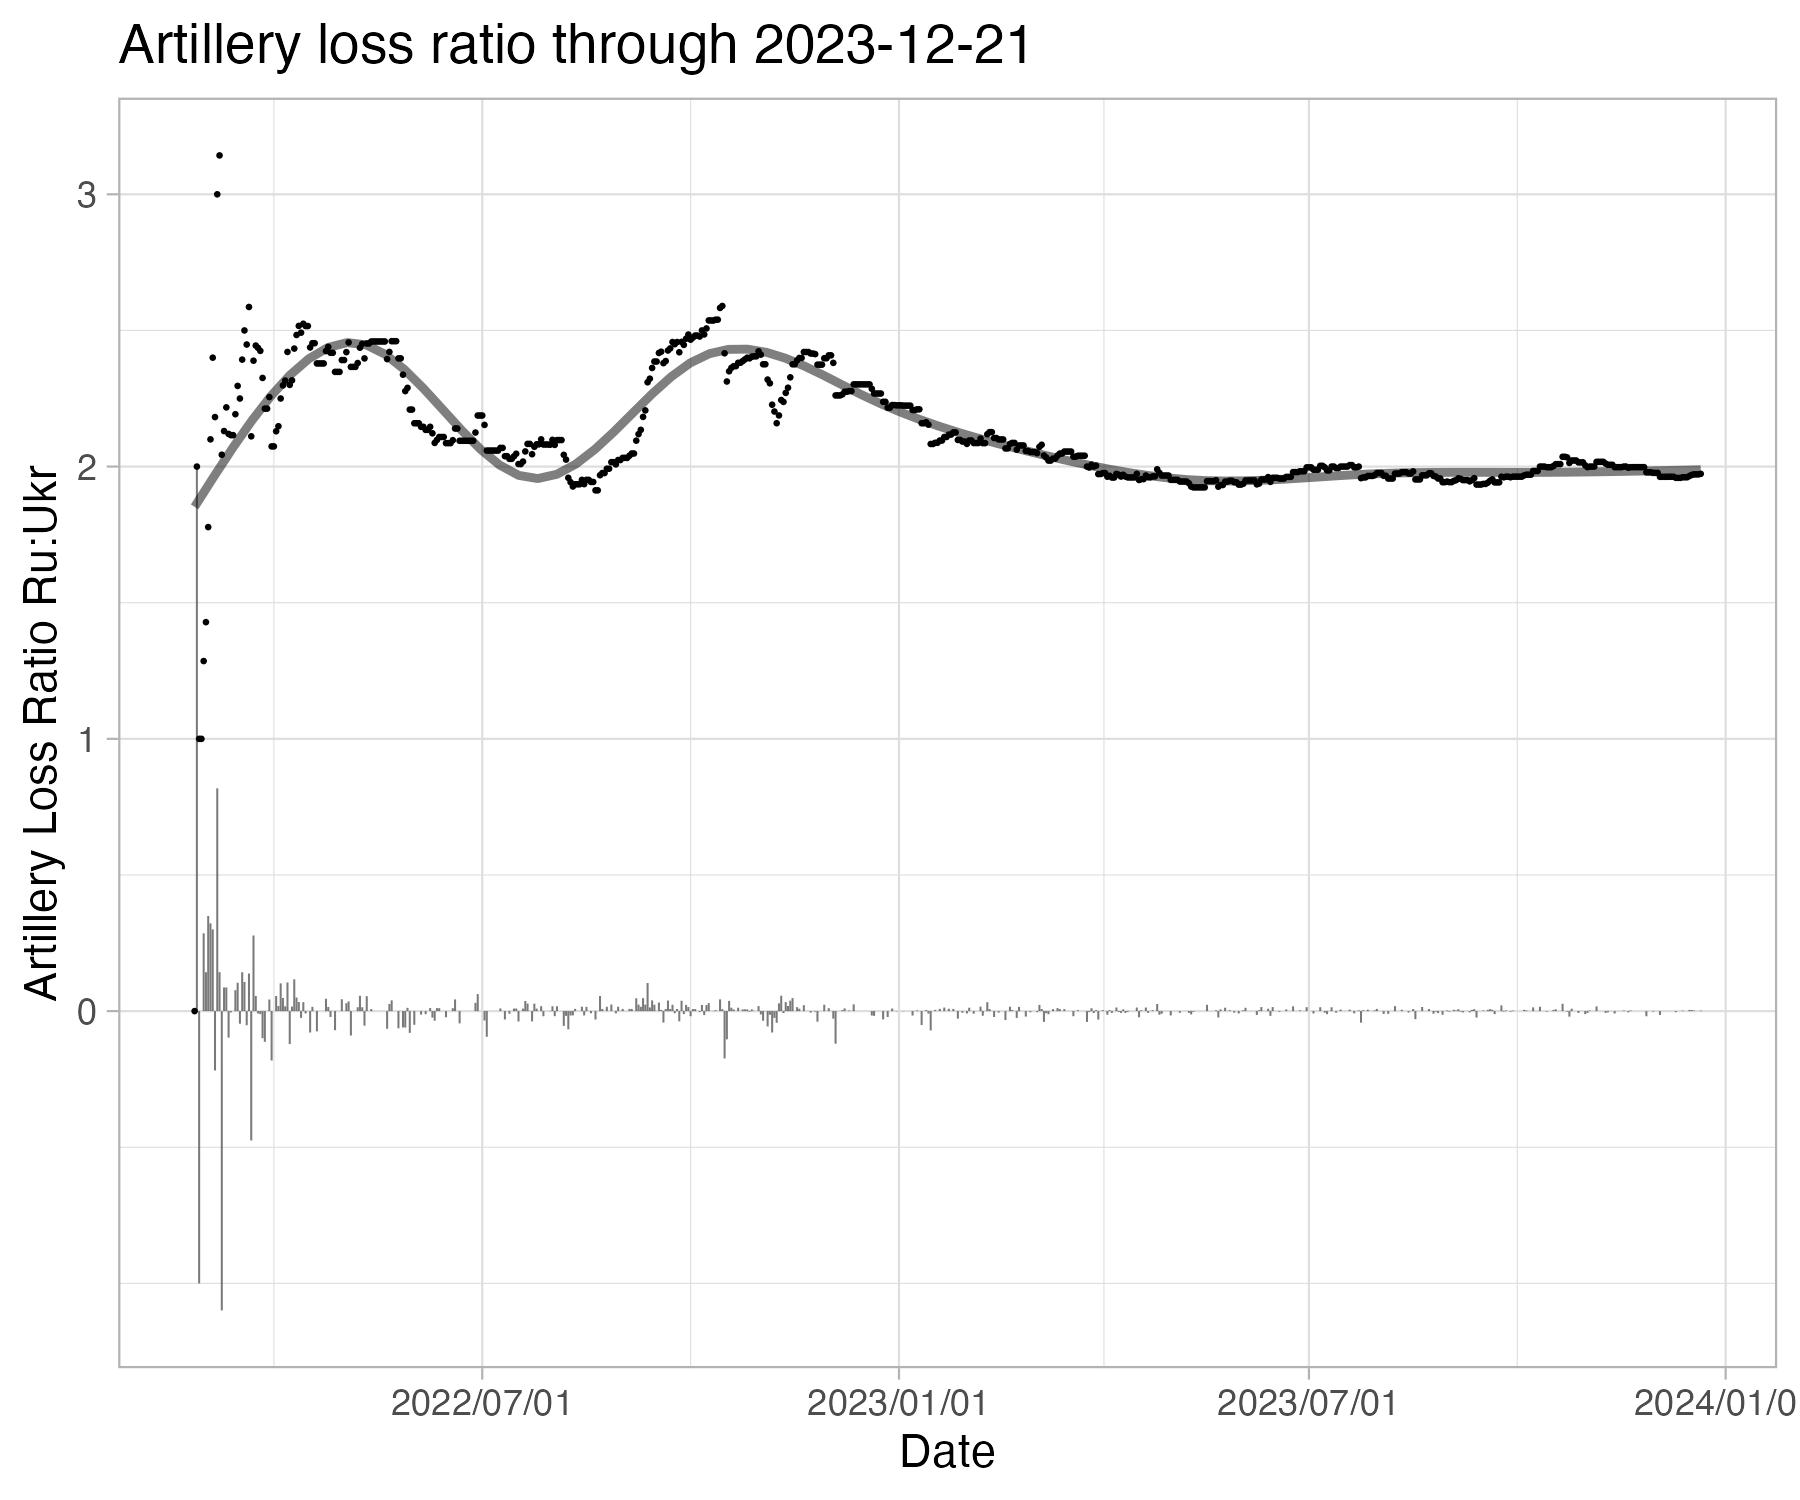 Artillery loss ratio through 2023-12-21
Artillery Loss Ratio Ru:Ukr
3
2
1
0
2022/07/01
2023/01/01
2023/07/01
2024/01/0
Date